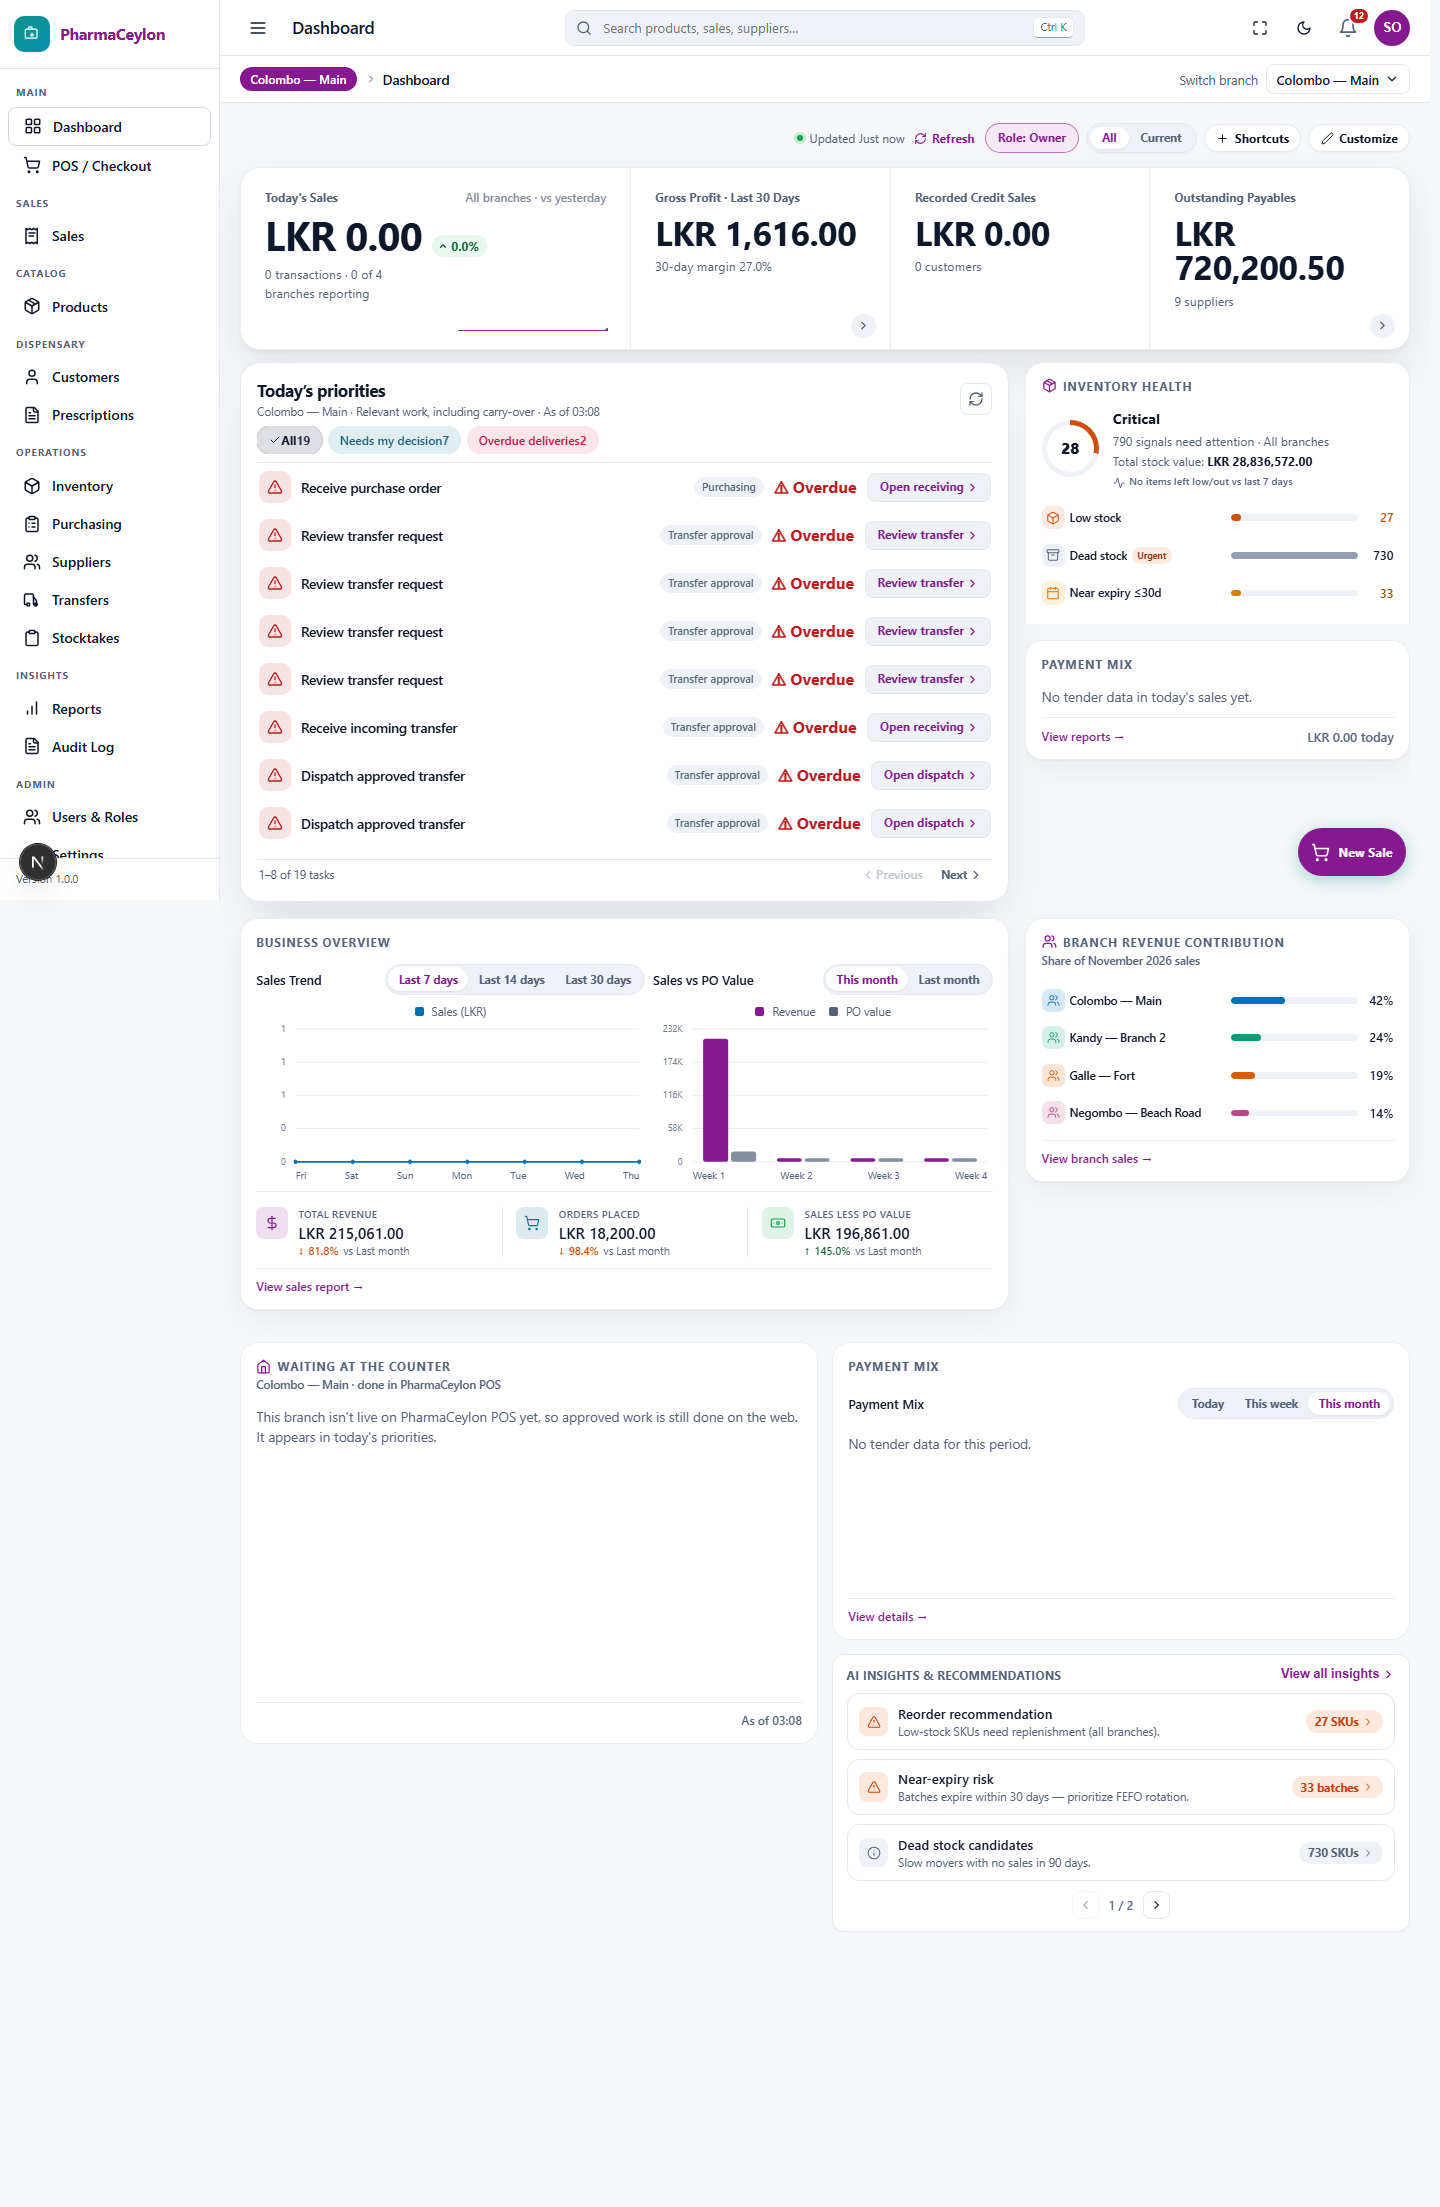 PharmaCeylon
Dashboard
Search products, sales, suppliers...
Ctrl K
12
SO
MAIN
Dashboard
POS / Checkout
SALES
Sales
CATALOG
Products
DISPENSARY
Customers
Prescriptions
OPERATIONS
Inventory
Purchasing
Suppliers
Transfers
Stocktakes
INSIGHTS
Reports
Audit Log
ADMIN
Users & Roles
Settings
N
Version 1.0.0
Colombo — Main
Dashboard
Switch branch
Colombo — Main
Updated Just now
Refresh
Role: Owner
All
Current
Shortcuts
Customize
Today's Sales
All branches · vs yesterday
LKR 0.00
0.0%
0 transactions · 0 of 4
branches reporting
Gross Profit · Last 30 Days
LKR 1,616.00
30-day margin 27.0%
Recorded Credit Sales
LKR 0.00
0 customers
Outstanding Payables
LKR
720,200.50
9 suppliers
Today’s priorities
Colombo — Main · Relevant work, including carry-over · As of 03:08
All19
Needs my decision7
Overdue deliveries2
Receive purchase order
Purchasing
Overdue
Open receiving
Review transfer request
Transfer approval
Overdue
Review transfer
Review transfer request
Transfer approval
Overdue
Review transfer
Review transfer request
Transfer approval
Overdue
Review transfer
Review transfer request
Transfer approval
Overdue
Review transfer
Receive incoming transfer
Transfer approval
Overdue
Open receiving
Dispatch approved transfer
Transfer approval
Overdue
Open dispatch
Dispatch approved transfer
Transfer approval
Overdue
Open dispatch
1–8 of 19 tasks
Previous
Next
INVENTORY HEALTH
28
Critical
790 signals need attention · All branches
Total stock value: LKR 28,836,572.00
No items left low/out vs last 7 days
Low stock
27
Dead stock
Urgent
730
Near expiry ≤30d
33
PAYMENT MIX
No tender data in today's sales yet.
View reports →
LKR 0.00 today
New Sale
BUSINESS OVERVIEW
Sales Trend
Last 7 days
Last 14 days
Last 30 days
Sales (LKR)
1
1
1
0
0
Fri
Sat
Sun
Mon
Tue
Wed
Thu
Sales vs PO Value
This month
Last month
Revenue
PO value
232K
174K
116K
58K
0
Week 1
Week 2
Week 3
Week 4
TOTAL REVENUE
LKR 215,061.00
↓ 81.8% vs Last month
ORDERS PLACED
LKR 18,200.00
↓ 98.4% vs Last month
SALES LESS PO VALUE
LKR 196,861.00
↑ 145.0% vs Last month
View sales report →
BRANCH REVENUE CONTRIBUTION
Share of November 2026 sales
Colombo — Main
42%
Kandy — Branch 2
24%
Galle — Fort
19%
Negombo — Beach Road
14%
View branch sales →
WAITING AT THE COUNTER
Colombo — Main · done in PharmaCeylon POS
This branch isn't live on PharmaCeylon POS yet, so approved work is still done on the web.
It appears in today's priorities.
As of 03:08
PAYMENT MIX
Payment Mix
Today
This week
This month
No tender data for this period.
View details →
AI INSIGHTS & RECOMMENDATIONS
View all insights
Reorder recommendation
Low-stock SKUs need replenishment (all branches).
27 SKUs
Near-expiry risk
Batches expire within 30 days — prioritize FEFO rotation.
33 batches
Dead stock candidates
Slow movers with no sales in 90 days.
730 SKUs
1 / 2